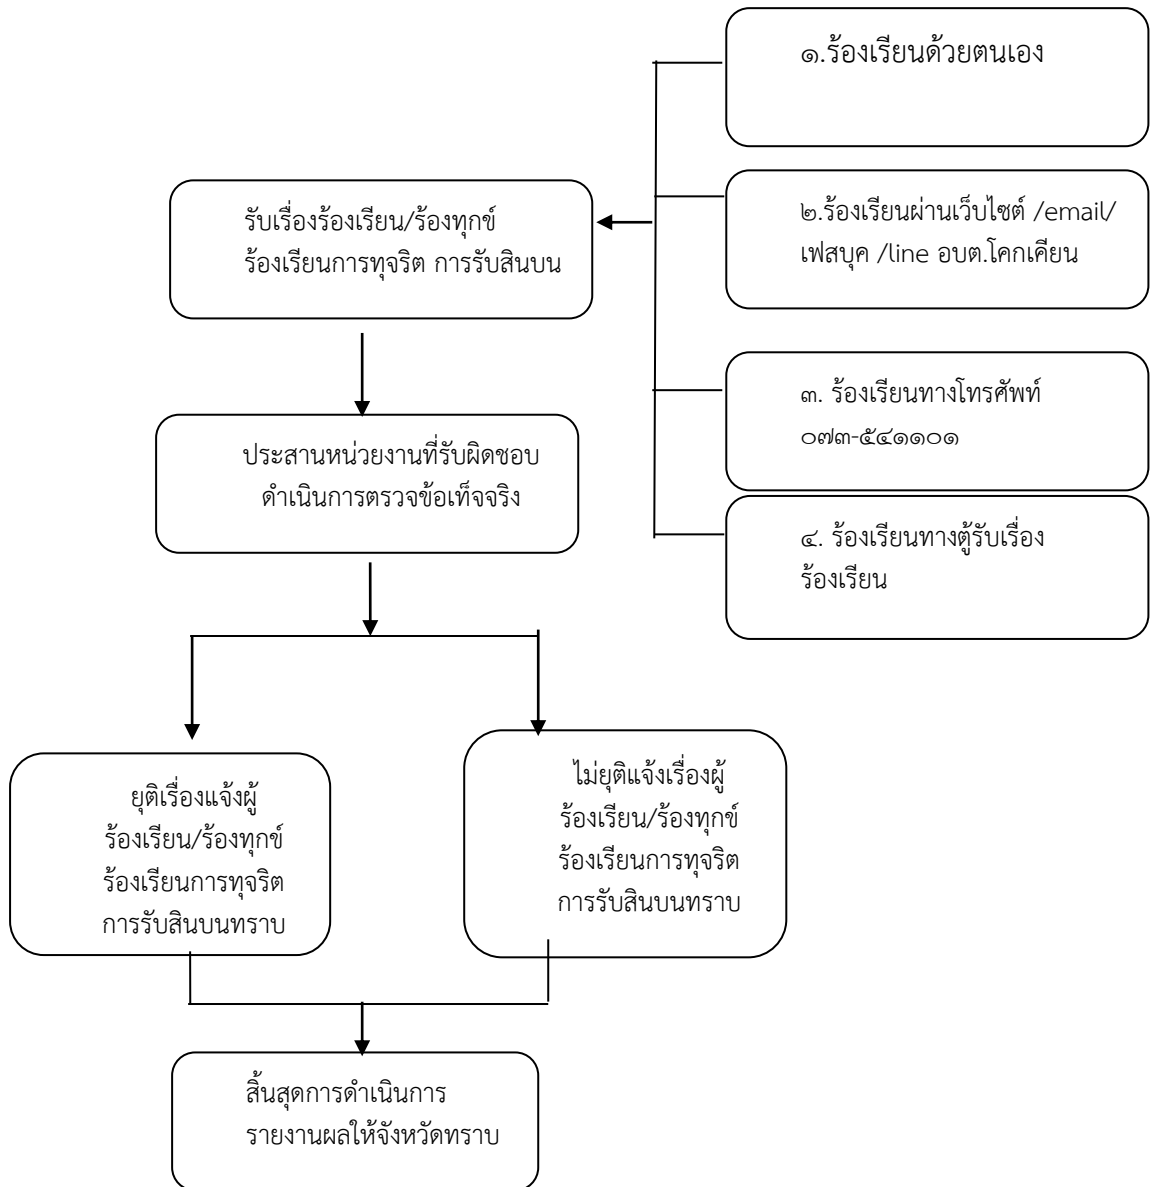 ๑.ร้องเรียนด้วยตนเอง
๒.ร้องเรียนผ่านเว็บไซต์ /email/
เฟสบุค /line อบต.โคกเคียน
๓. ร้องเรียนทางโทรศัพท์
๐๗๓-๕๔๑๑๐๑
๔. ร้องเรียนทางตู้รับเรื่อง
ร้องเรียน
รับเรื่องร้องเรียน/ร้องทุกข์
ร้องเรียนการทุจริต การรับสินบน
ประสานหน่วยงานที่รับผิดชอบ
ดำเนินการตรวจข้อเท็จจริง
ยุติเรื่องแจ้งผู้
ร้องเรียน/ร้องทุกข์
ร้องเรียนการทุจริต
การรับสินบนทราบ
ไม่ยุติแจ้งเรื่องผู้
ร้องเรียน/ร้องทุกข์
ร้องเรียนการทุจริต
การรับสินบนทราบ
สิ้นสุดการดำเนินการ
รายงานผลให้จังหวัดทราบ